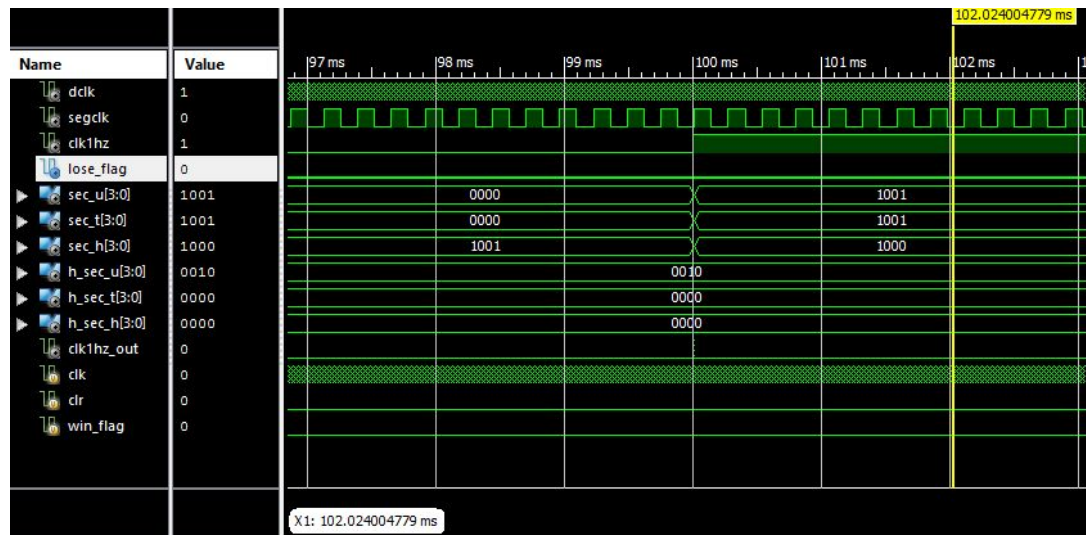 102.024004779 ms
Name Value 97 ms 98 ms 99 ms 100 ms 101 ms 102 ms
dclk 1
segclk 0
clk1hz 1
lose_flag 0
sec_u[3:0] 1001 0000 1001
sec_t[3:0] 1001 0000 1001
sec_h[3:0] 1000 1001 1000
h_sec_u[3:0] 0010 0010
h_sec_t[3:0] 0000 0000
h_sec_h[3:0] 0000 0000
clk1hz_out 0
clk 0
clr 0
win_flag 0
X1: 102.024004779 ms